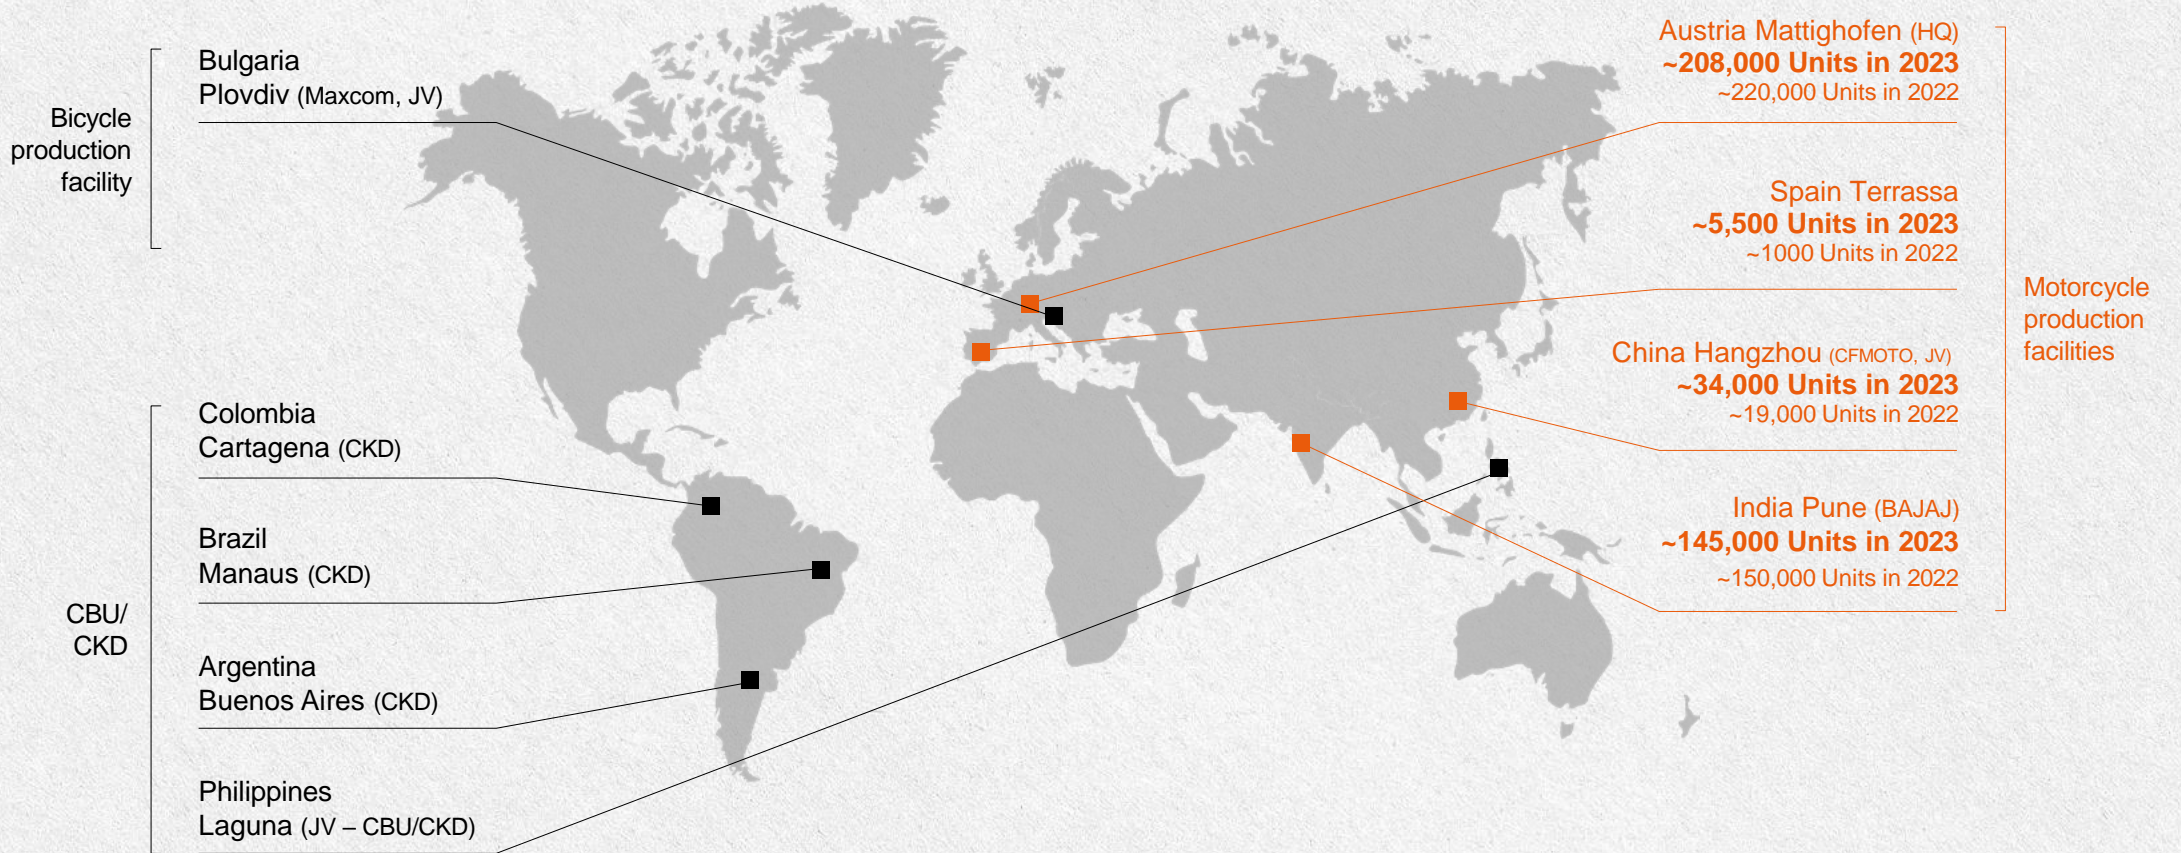 Bicycle
production
facility
Bulgaria
Plovdiv (Maxcom, JV)
CBU/
CKD
Colombia
Cartagena (CKD)
Brazil
Manaus (CKD)
Argentina
Buenos Aires (CKD)
Philippines
Laguna (JV – CBU/CKD)
Austria Mattighofen (HQ)
~208,000 Units in 2023
~220,000 Units in 2022
Spain Terrassa
~5,500 Units in 2023
~1000 Units in 2022
China Hangzhou (CFMOTO, JV)
~34,000 Units in 2023
~19,000 Units in 2022
India Pune (BAJAJ)
~145,000 Units in 2023
~150,000 Units in 2022
Motorcycle
production
facilities